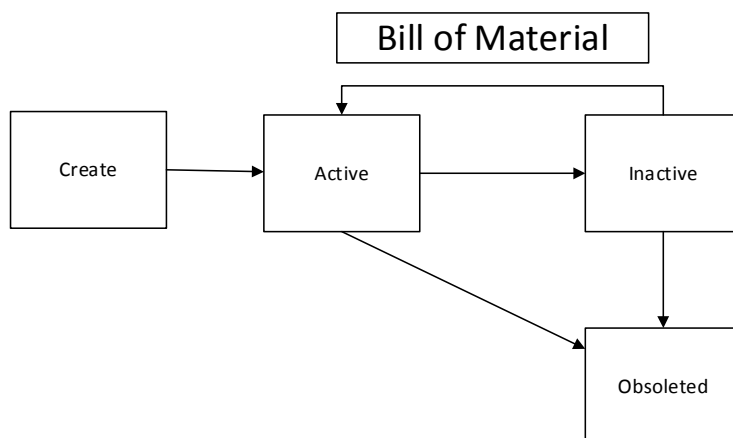 Bill of Material
Create
Active
Inactive
Obsoleted